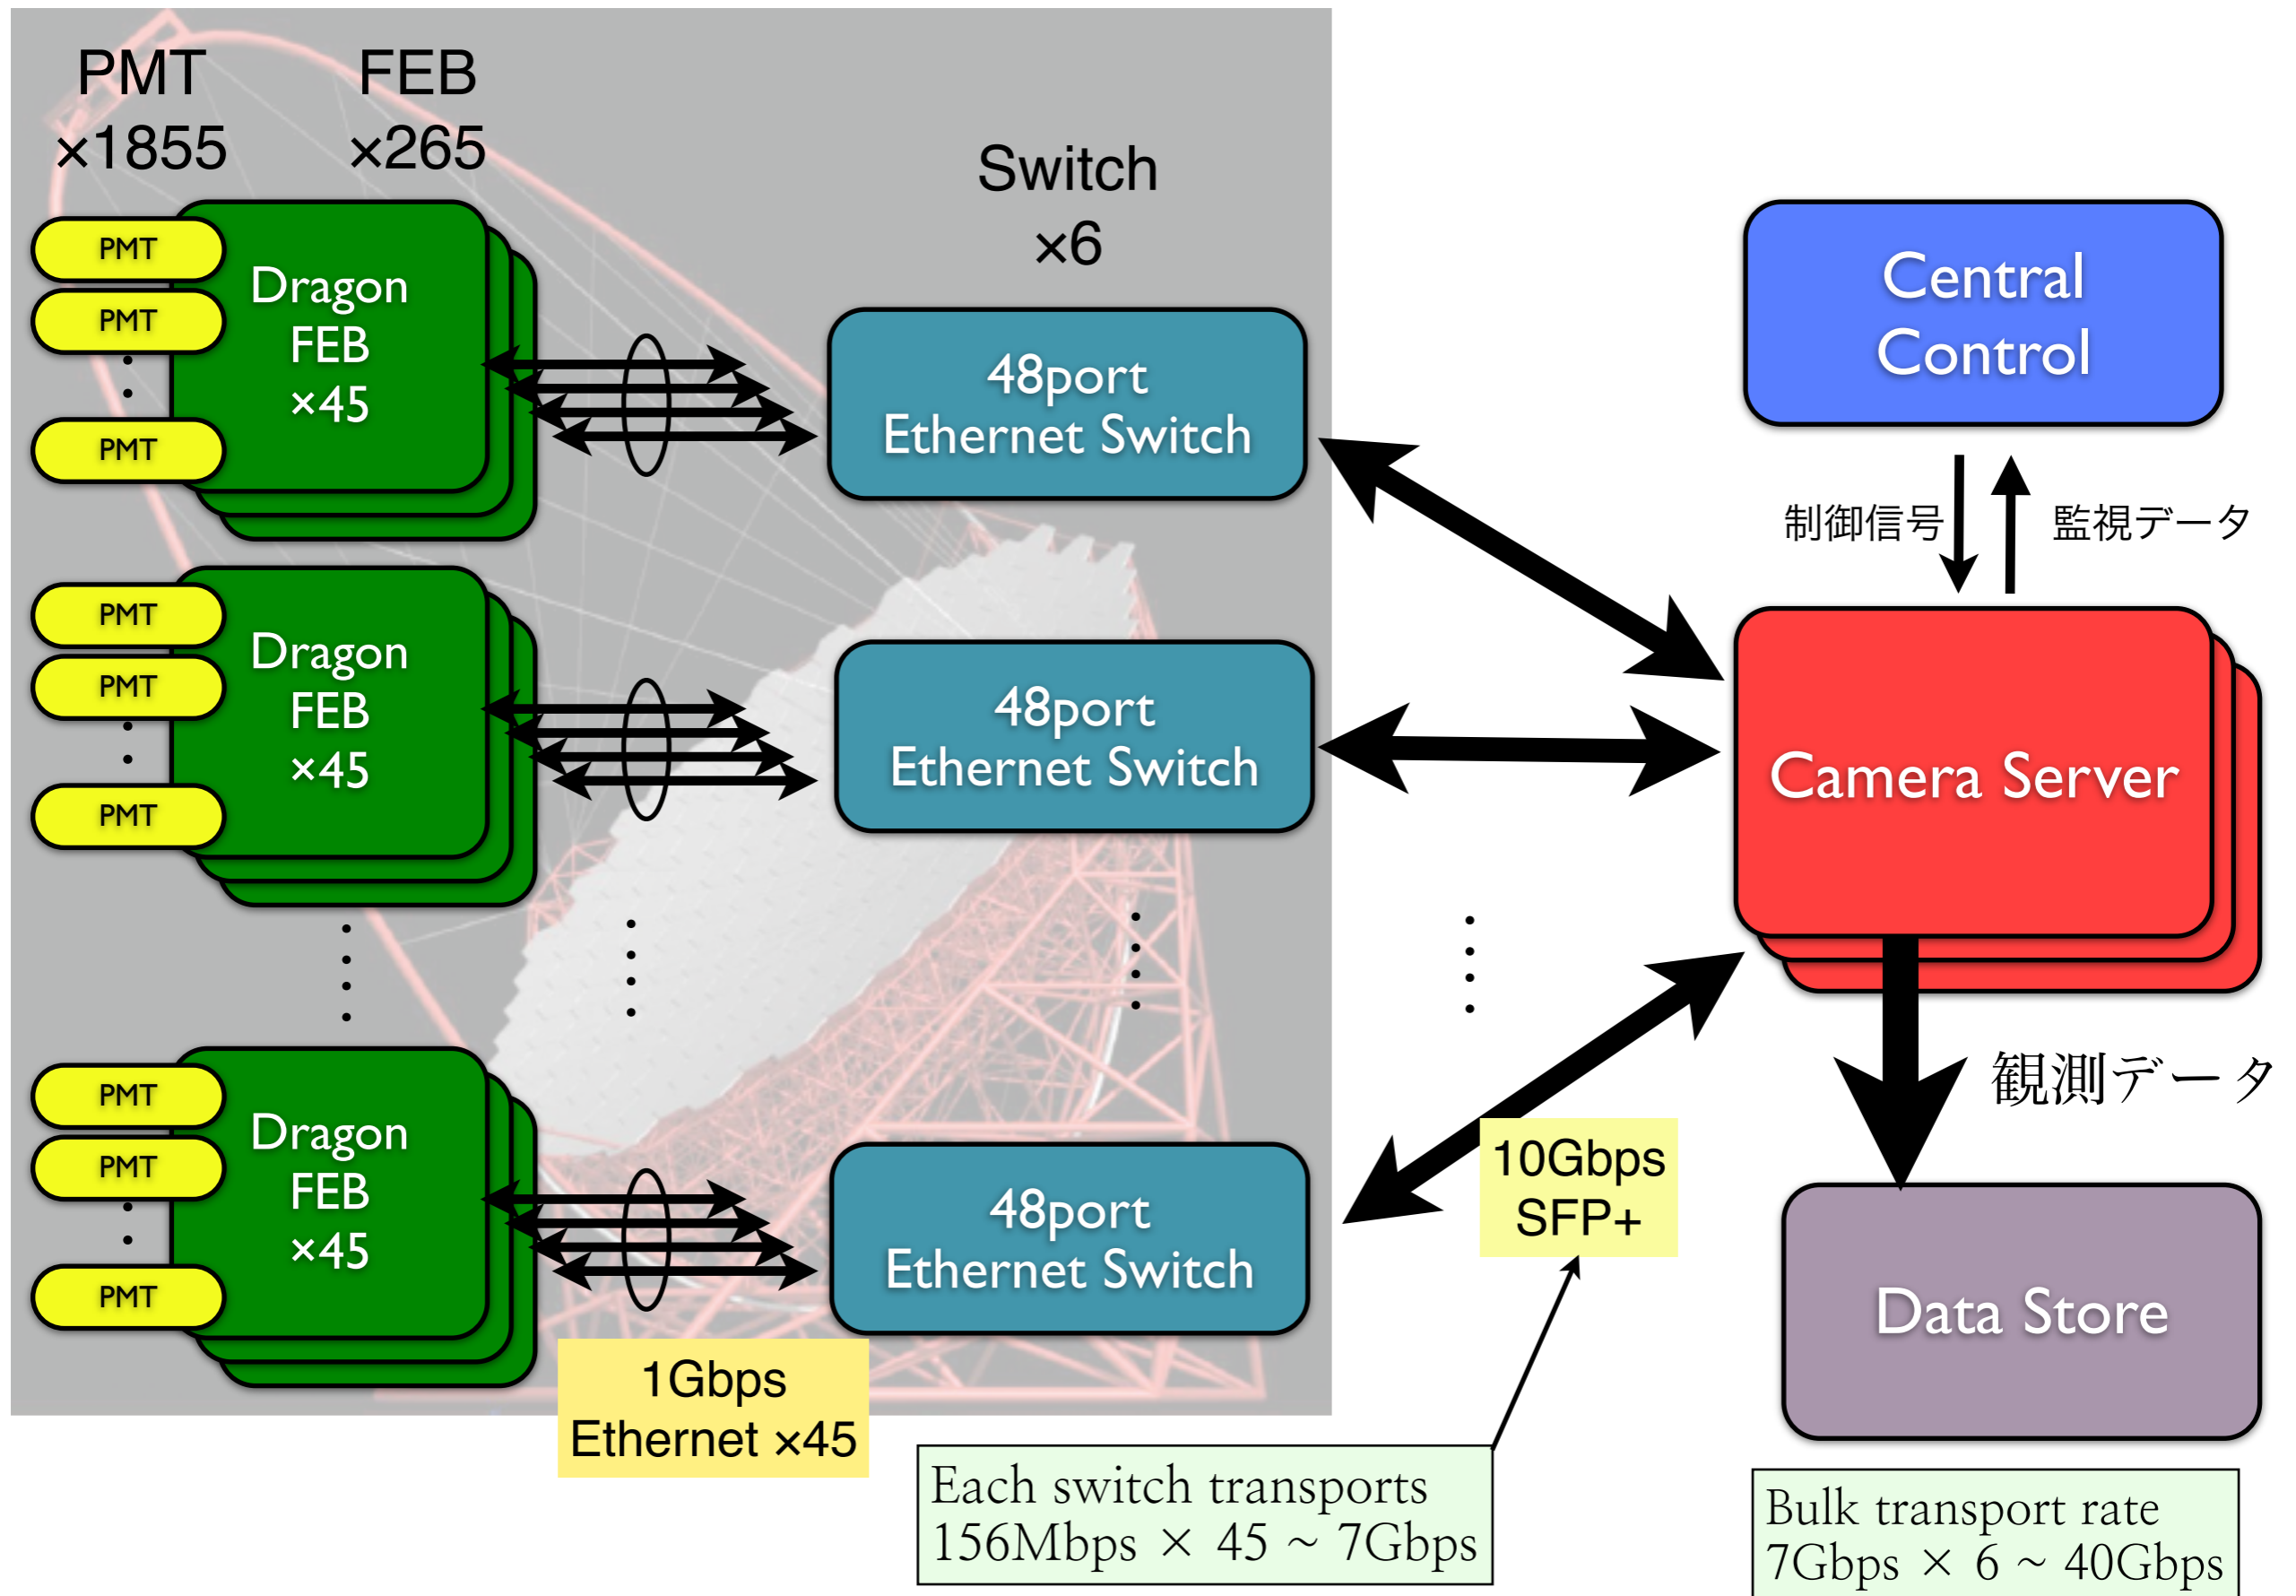 PMT
×1855
FEB
×265
Switch
×6
PMT
PMT
PMT
Dragon
FEB
×45
48port
Ethernet Switch
Central
Control
制御信号
監視データ
PMT
PMT
PMT
Dragon
FEB
×45
48port
Ethernet Switch
Camera Server
観測データ
PMT
PMT
PMT
Dragon
FEB
×45
48port
Ethernet Switch
10Gbps
SFP+
Data Store
1Gbps
Ethernet ×45
Each switch transports
156Mbps × 45 ~ 7Gbps
Bulk transport rate
7Gbps × 6 ~ 40Gbps